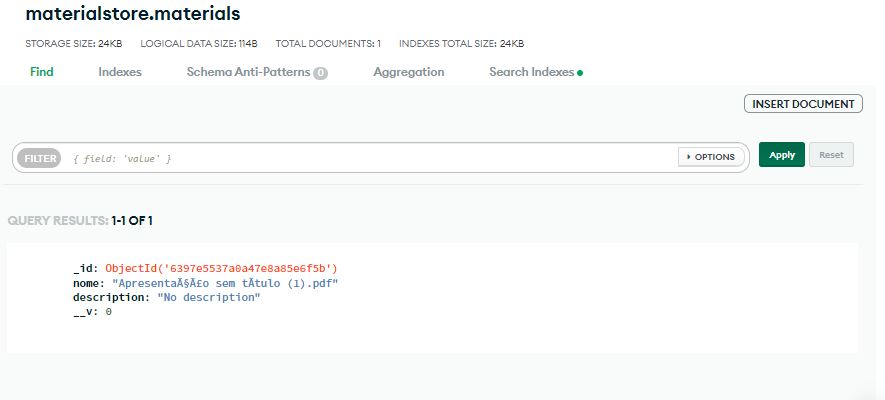 materialstore.materials
STORAGE SIZE: 24KB LOGICAL DATA SIZE: 114B TOTAL DOCUMENTS: 1 INDEXES TOTAL SIZE: 24KB
Find Indexes Schema Anti-Patterns 0 Aggregation Search Indexes
INSERT DOCUMENT
FILTER { field: 'value' } OPTIONS Apply Reset
QUERY RESULTS: 1-1 OF 1
_id: ObjectId('6397e5537a0a47e8a85e6f5b')
nome: "ApresentaÃ§Ã£o sem tÃ­tulo (1).pdf"
description: "No description"
__v: 0